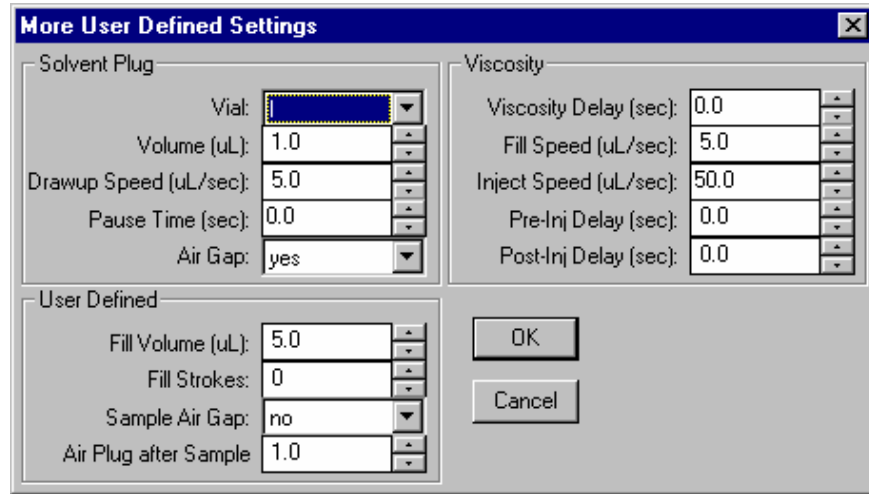 More User Defined Settings
Solvent Plug
Vial:
Volume (uL): 1.0
Drawup Speed (uL/sec): 5.0
Pause Time (sec): 0.0
Air Gap: yes
Viscosity
Viscosity Delay (sec): 0.0
Fill Speed (uL/sec): 5.0
Inject Speed (uL/sec): 50.0
Pre-Inj Delay (sec): 0.0
Post-Inj Delay (sec): 0.0
User Defined
Fill Volume (uL): 5.0
Fill Strokes: 0
Sample Air Gap: no
Air Plug after Sample 1.0
OK
Cancel